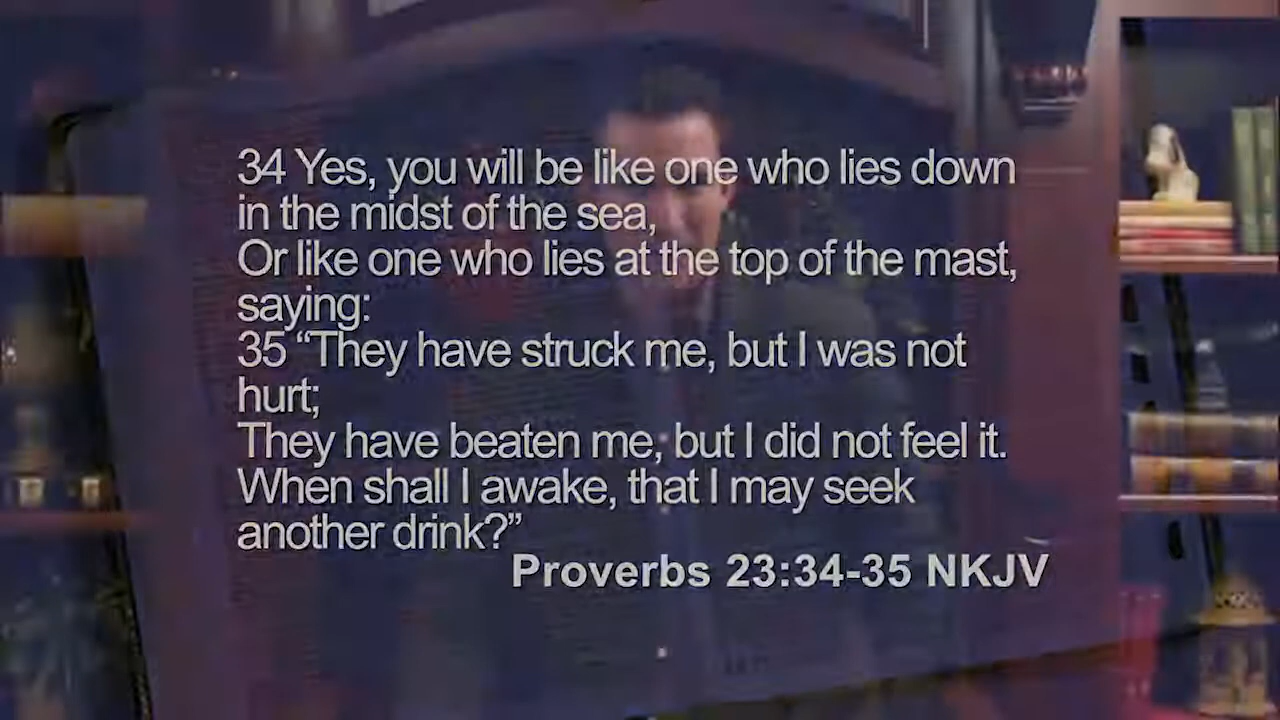 34 Yes, you will be like one who lies down
in the midst of the sea,
Or like one who lies at the top of the mast,
saying:
35 “They have struck me, but I was not
hurt;
They have beaten me, but I did not feel it.
When shall I awake, that I may seek
another drink?”
Proverbs 23:34-35 NKJV